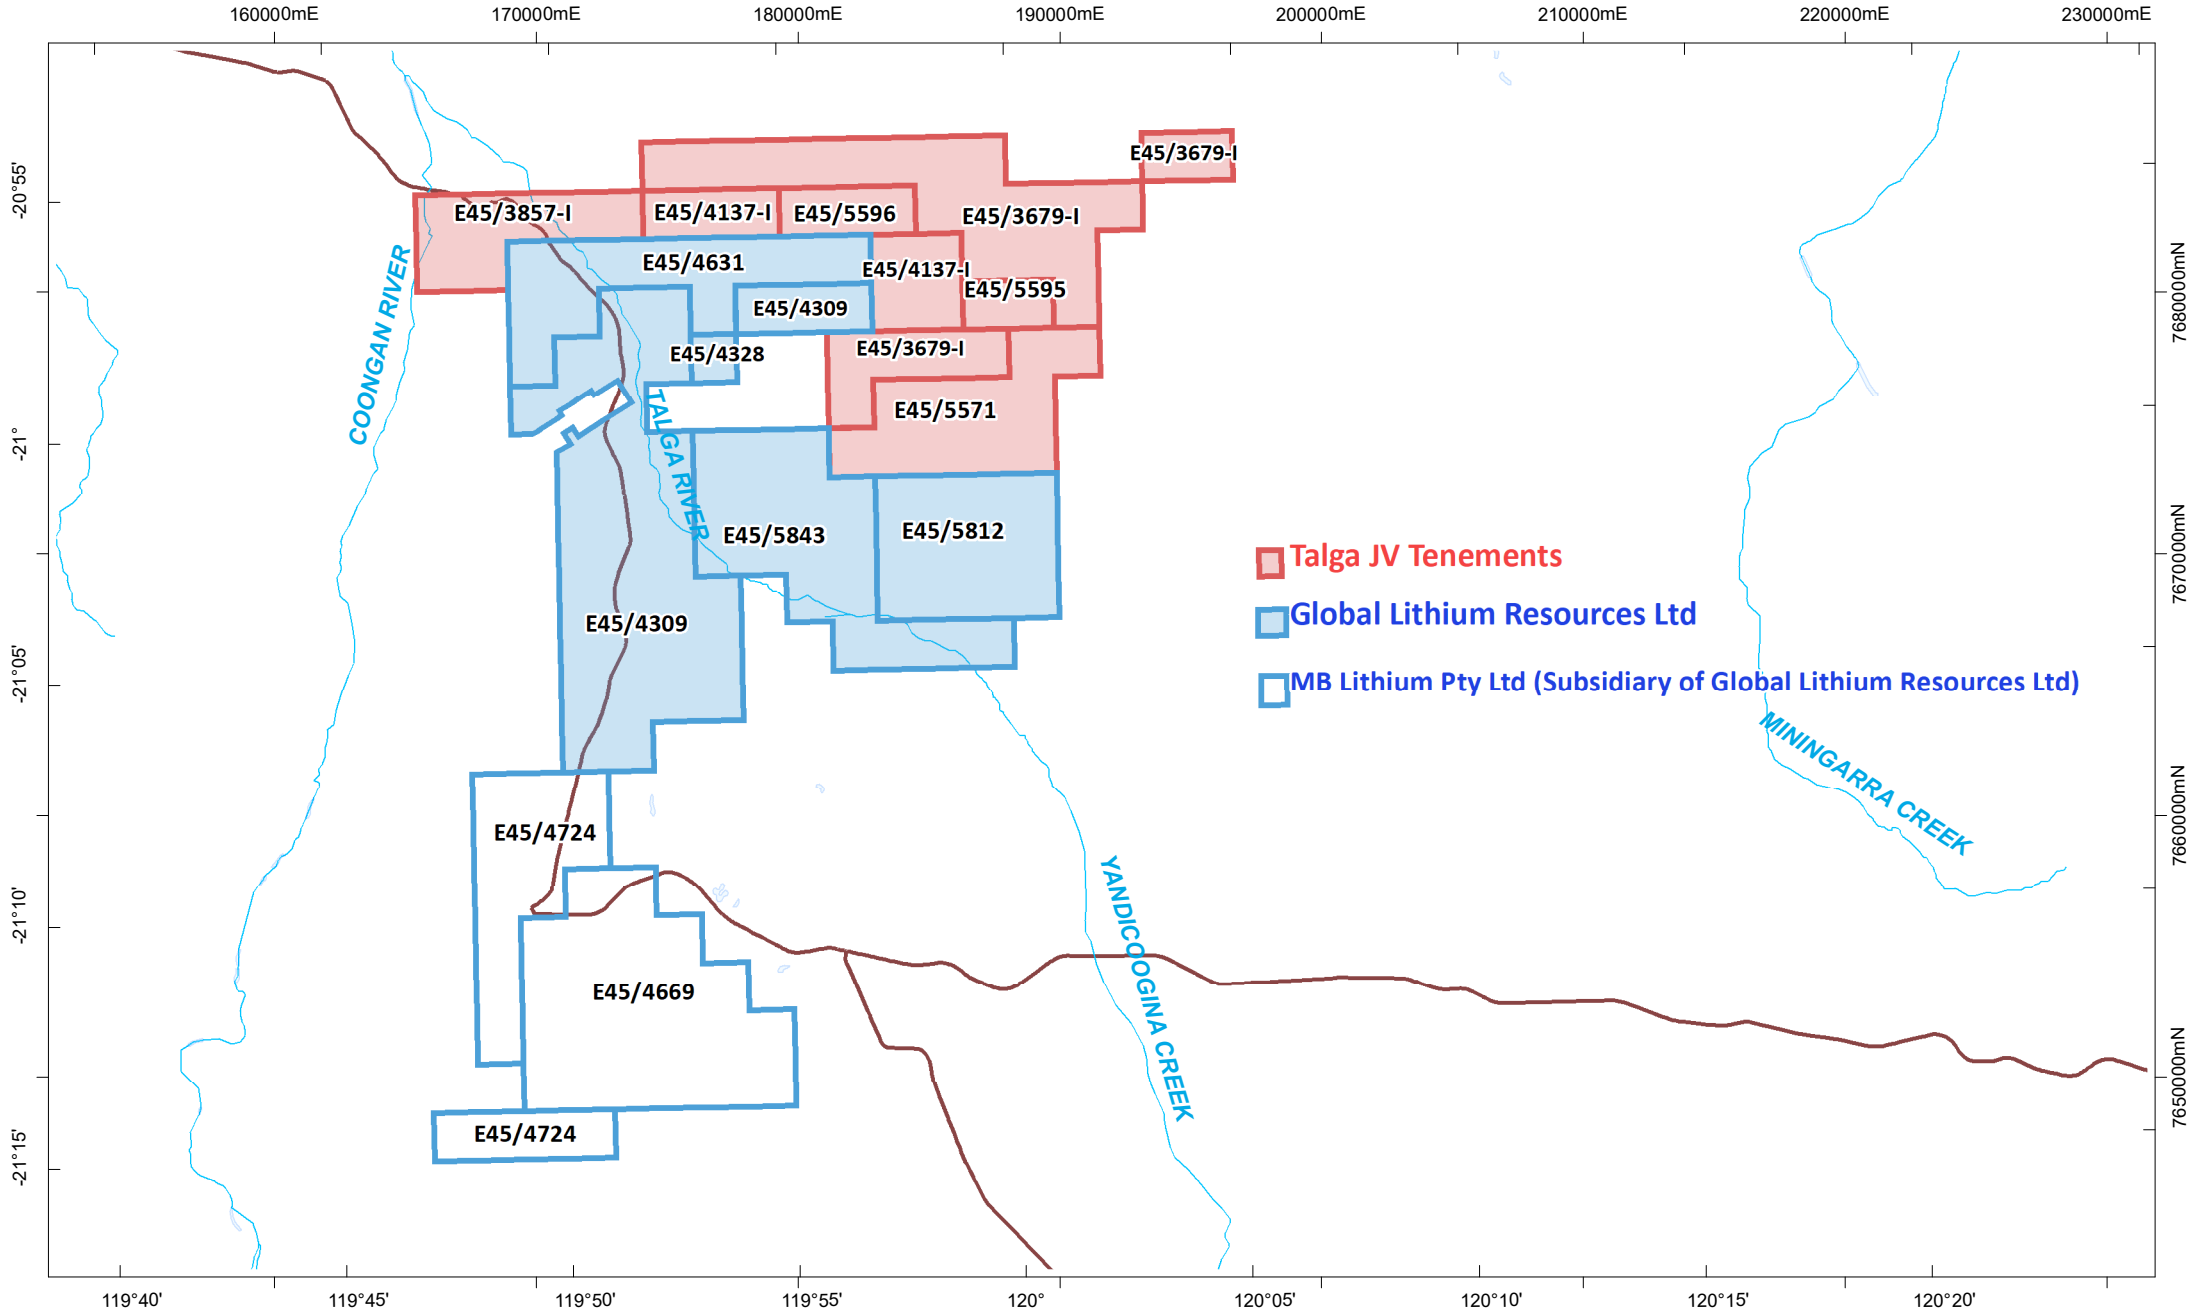 160000mE 170000mE 180000mE 190000mE 200000mE 210000mE 220000mE 230000mE
-20°55'
-21°
-21°05'
-21°10'
-21°15'
7680000mN
7670000mN
7660000mN
7650000mN
E45/3679-I
E45/3857-I
E45/4137-I
E45/5596
E45/3679-I
E45/4631
E45/4137-I
E45/5595
E45/4309
E45/3679-I
E45/4328
E45/5571
COONGAN RIVER
TALGA RIVER
E45/5843
E45/5812
E45/4309
Talga JV Tenements
Global Lithium Resources Ltd
MB Lithium Pty Ltd (Subsidiary of Global Lithium Resources Ltd)
MININGARRA CREEK
E45/4724
YANDICOOGINA CREEK
E45/4669
E45/4724
119°40' 119°45' 119°50' 119°55' 120° 120°05' 120°10' 120°15' 120°20'